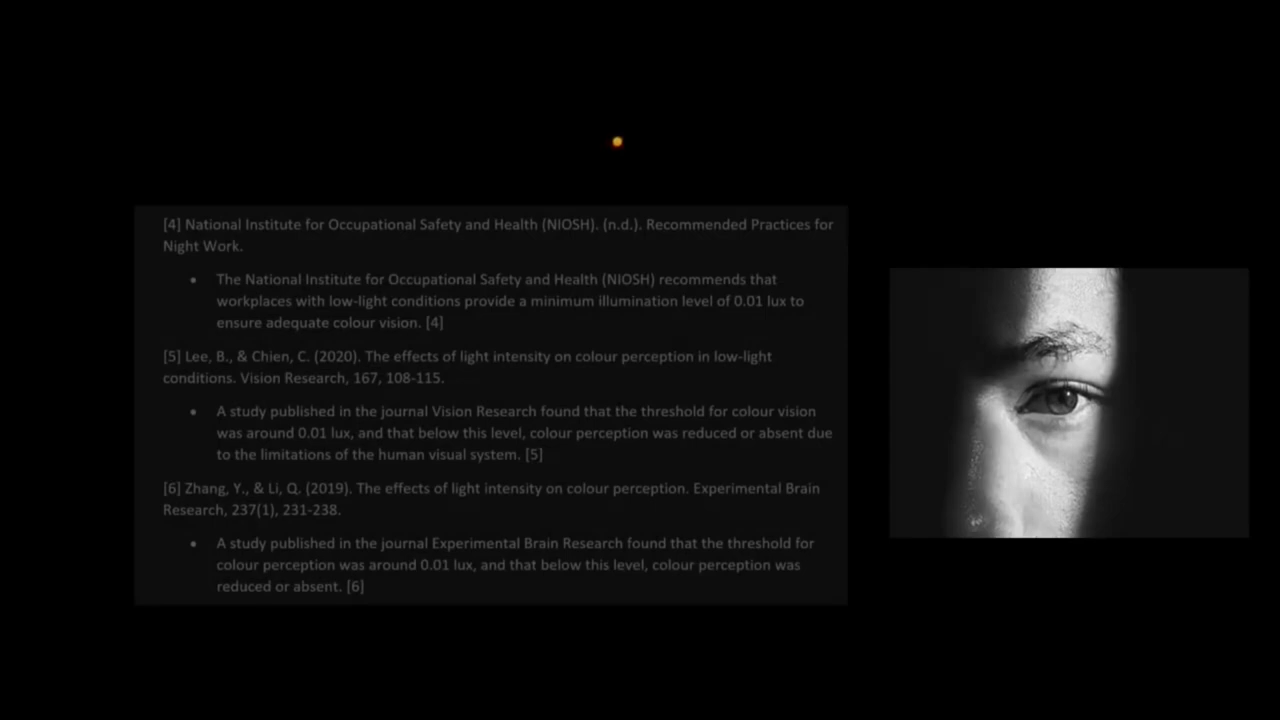 [4] National Institute for Occupational Safety and Health (NIOSH). (n.d.). Recommended Practices for
Night Work.
• The National Institute for Occupational Safety and Health (NIOSH) recommends that
workplaces with low-light conditions provide a minimum illumination level of 0.01 lux to
ensure adequate colour vision. [4]
[5] Lee, B., & Chien, C. (2020). The effects of light intensity on colour perception in low-light
conditions. Vision Research, 167, 108-115.
• A study published in the journal Vision Research found that the threshold for colour vision
was around 0.01 lux, and that below this level, colour perception was reduced or absent due
to the limitations of the human visual system. [5]
[6] Zhang, Y., & Li, Q. (2019). The effects of light intensity on colour perception. Experimental Brain
Research, 237(1), 231-238.
• A study published in the journal Experimental Brain Research found that the threshold for
colour perception was around 0.01 lux, and that below this level, colour perception was
reduced or absent. [6]